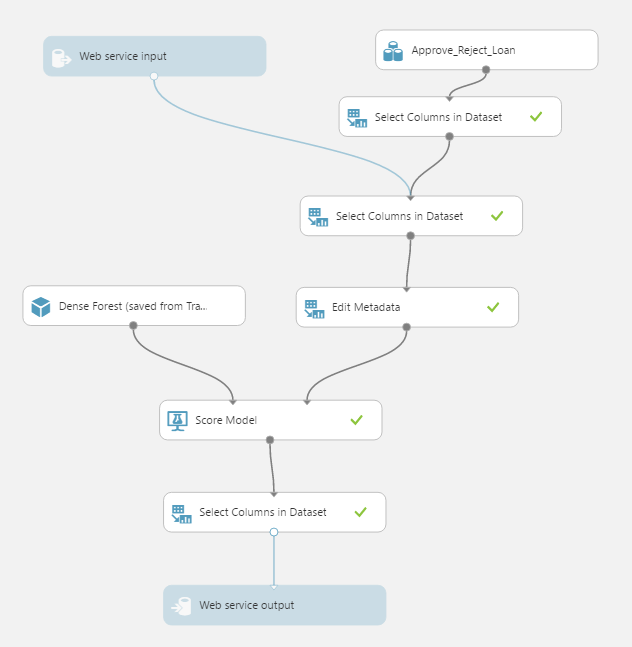 Web service input
Approve_Reject_Loan
Select Columns in Dataset
Select Columns in Dataset
Dense Forest (saved from Tra...
Edit Metadata
Score Model
Select Columns in Dataset
Web service output